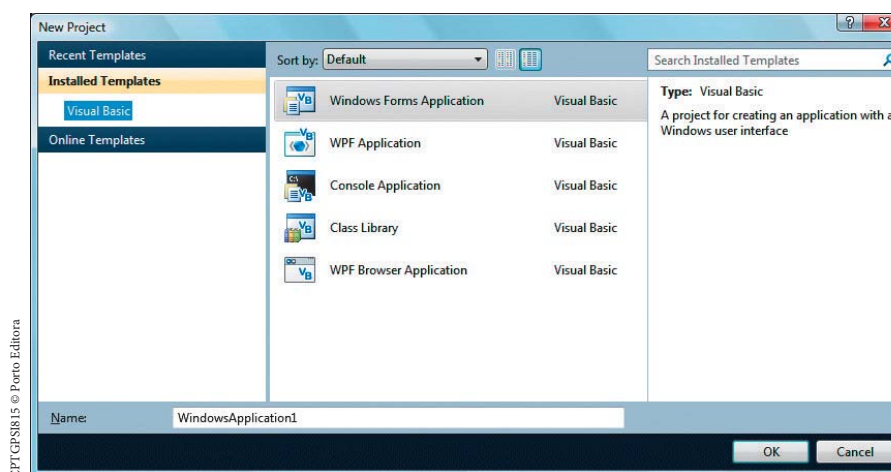 New Project
Recent Templates
Installed Templates
Visual Basic
Online Templates
Sort by: Default
Search Installed Templates
Windows Forms Application Visual Basic
WPF Application Visual Basic
Console Application Visual Basic
Class Library Visual Basic
WPF Browser Application Visual Basic
Type: Visual Basic
A project for creating an application with a
Windows user interface
Name: WindowsApplication1
OK Cancel
© Porto Editora